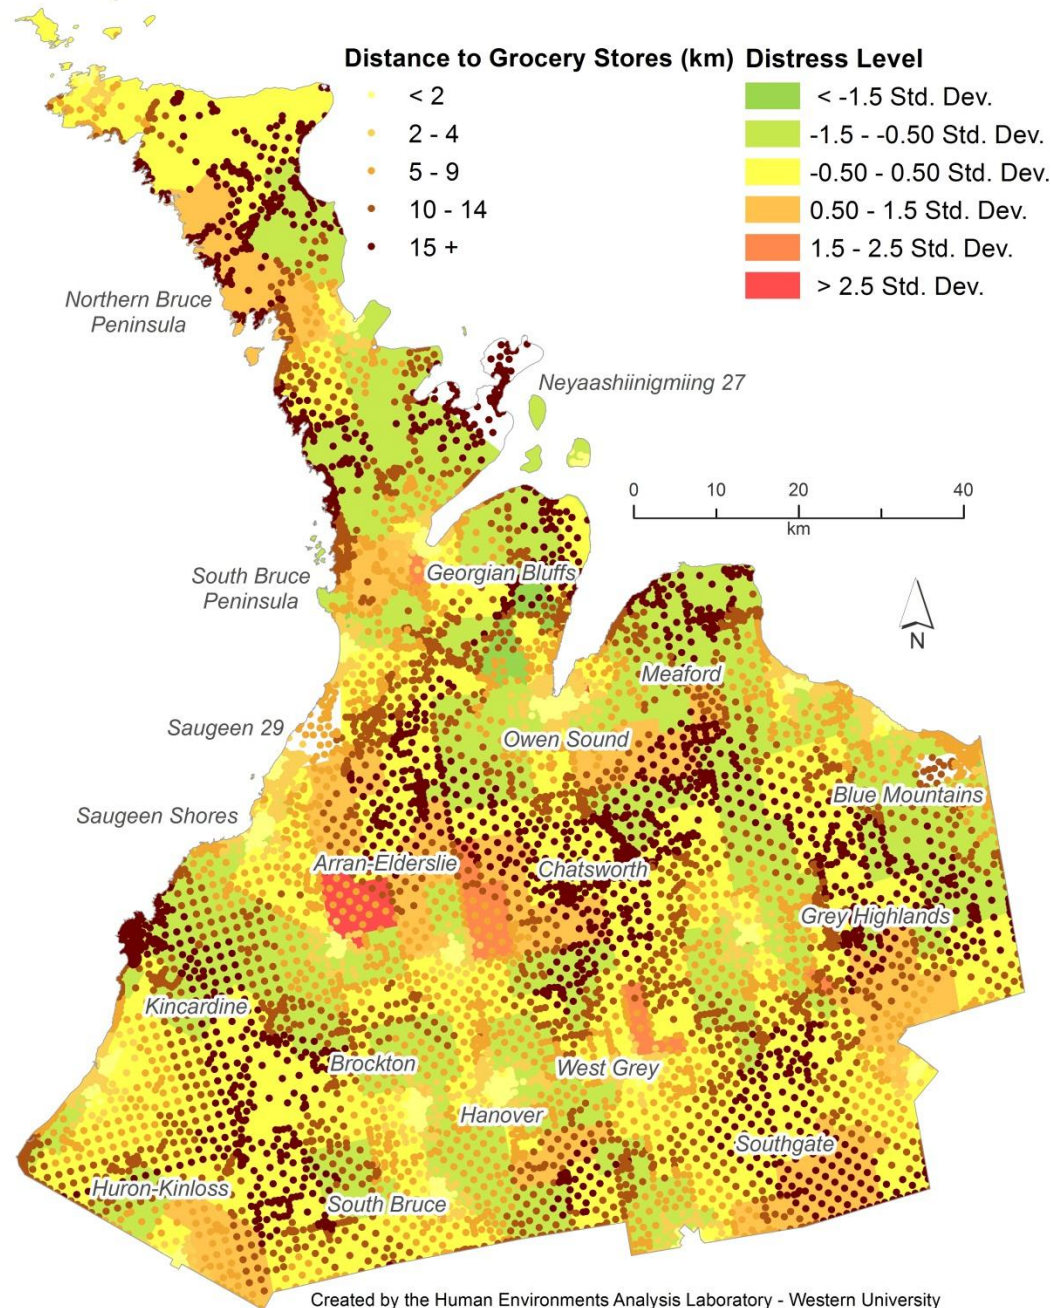 Distance to Grocery Stores (km)
< 2
2 - 4
5 - 9
10 - 14
15 +
Distress Level
< -1.5 Std. Dev.
-1.5 - -0.50 Std. Dev.
-0.50 - 0.50 Std. Dev.
0.50 - 1.5 Std. Dev.
1.5 - 2.5 Std. Dev.
> 2.5 Std. Dev.
Northern Bruce
Peninsula
Neyaashiinigmiing 27
0 10 20 40
km
South Bruce
Peninsula
Georgian Bluffs
N
Meaford
Saugeen 29
Owen Sound
Blue Mountains
Saugeen Shores
Arran-Elderslie
Chatsworth
Grey Highlands
Kincardine
Brockton
West Grey
Hanover
Southgate
Huron-Kinloss
South Bruce
Created by the Human Environments Analysis Laboratory - Western University